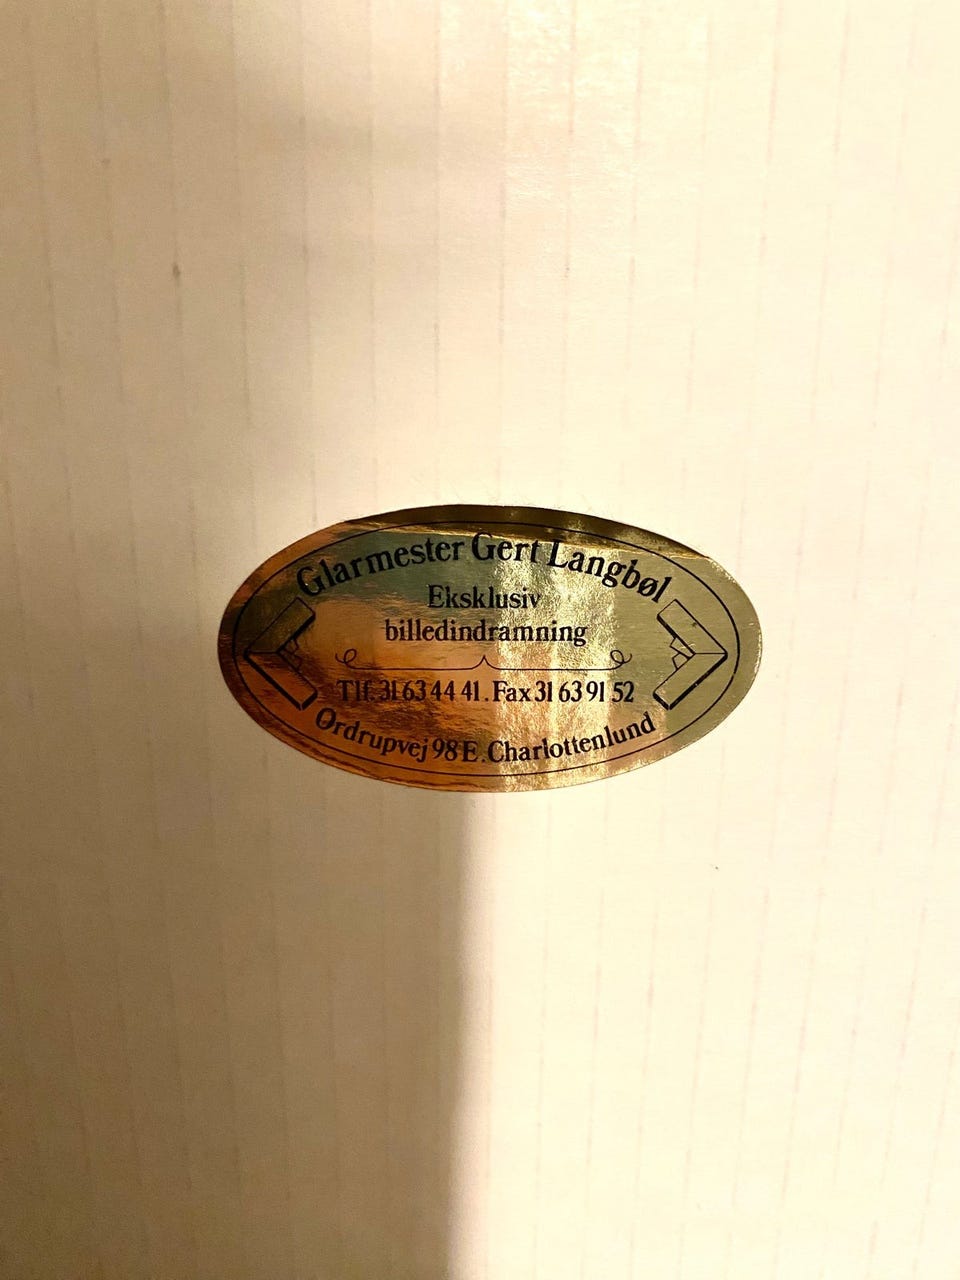 Glarmester Gert Langbøl
Eksklusiv
billedindramning
Tlf. 31 63 44 41 . Fax 31 63 91 52
Ordrupvej 98 E . Charlottenlund